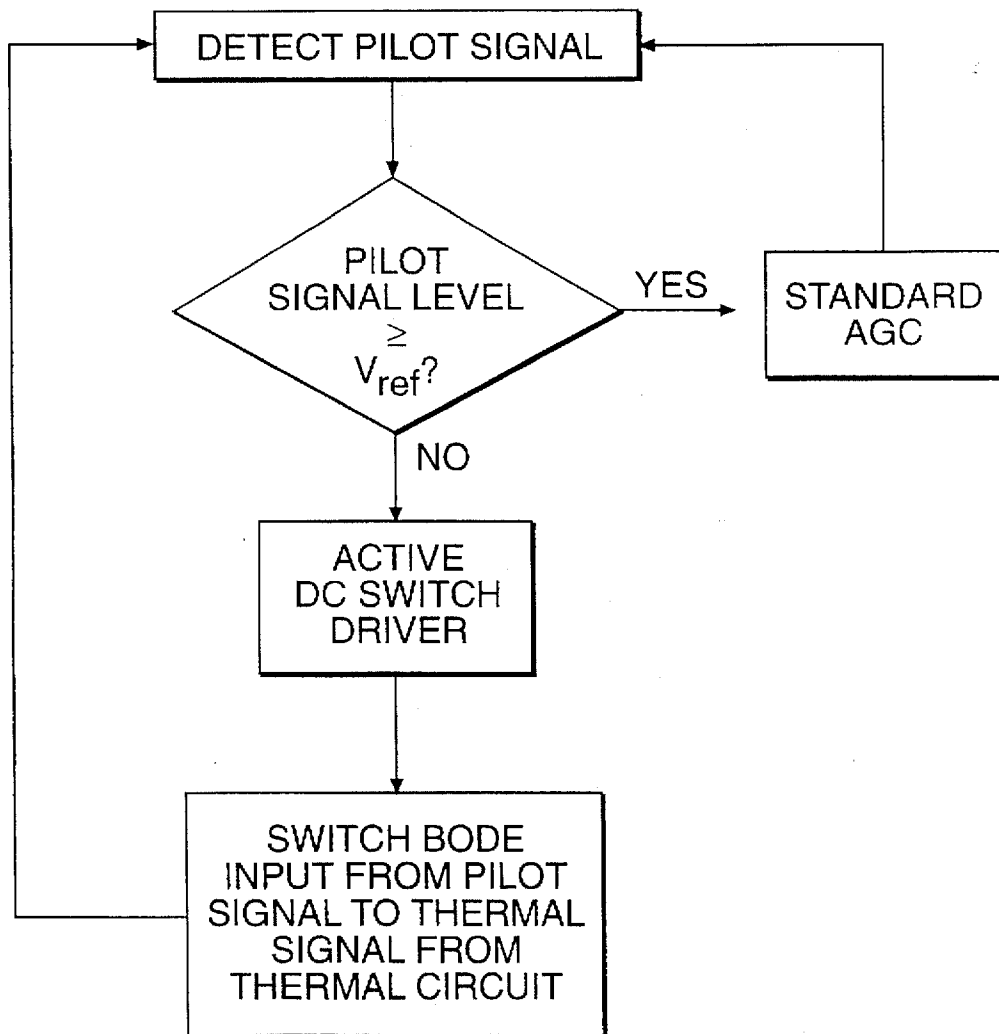 DETECT PILOT SIGNAL
PILOT
SIGNAL LEVEL
≥
Vref?
YES
STANDARD
AGC
NO
ACTIVE
DC SWITCH
DRIVER
SWITCH BODE
INPUT FROM PILOT
SIGNAL TO THERMAL
SIGNAL FROM
THERMAL CIRCUIT